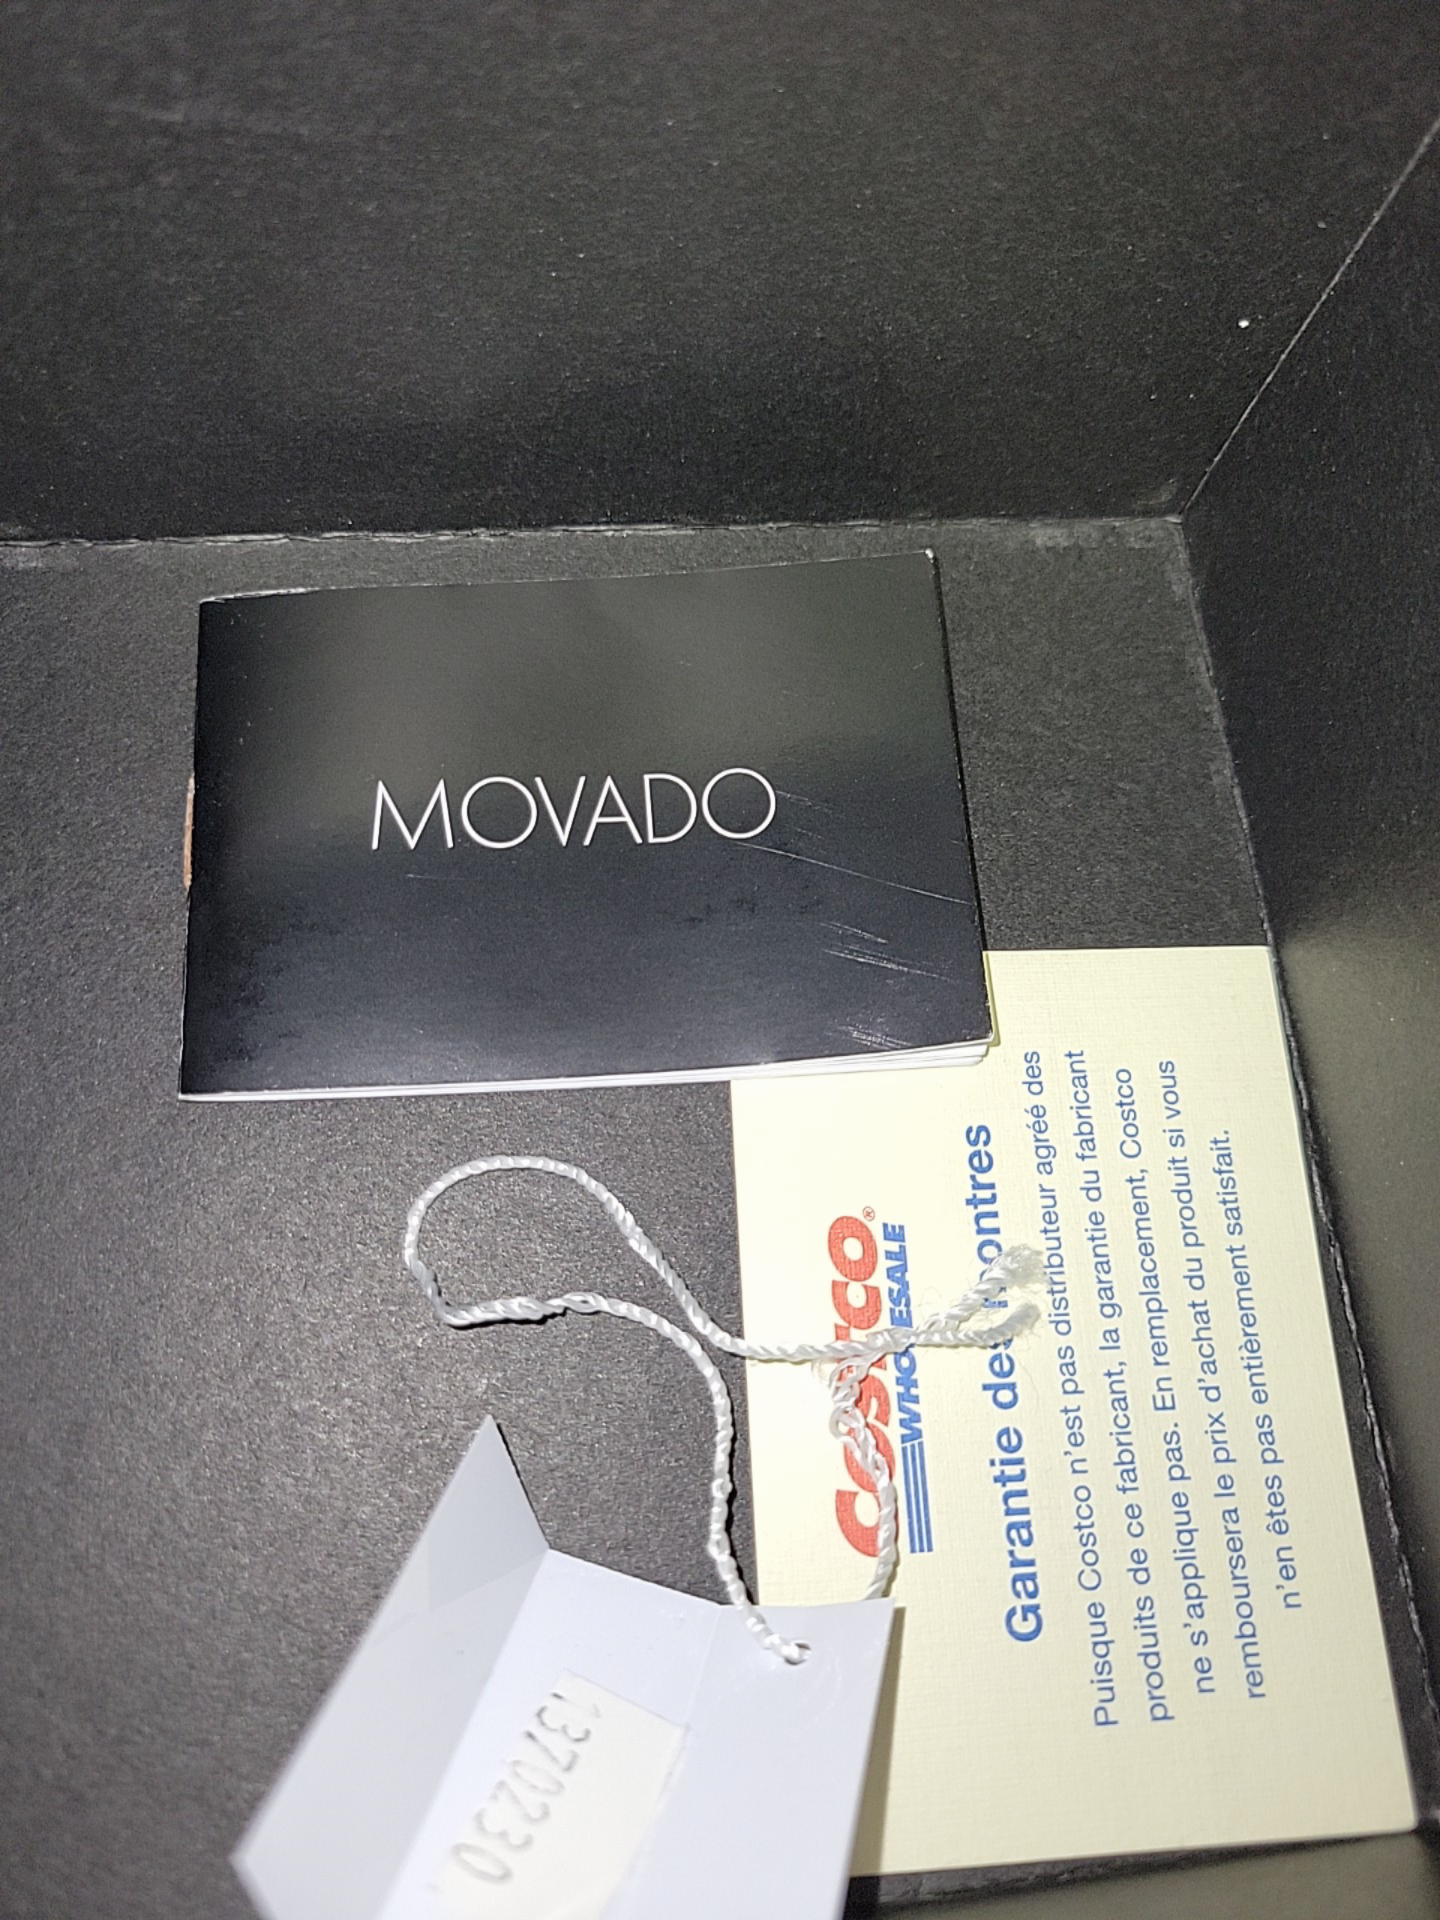 MOVADO
COSTCO®
WHOLESALE
Garantie des montres
Puisque Costco n'est pas distributeur agréé des
produits de ce fabricant, la garantie du fabricant
ne s'applique pas. En remplacement, Costco
remboursera le prix d'achat du produit si vous
n'en êtes pas entièrement satisfait.
1370230